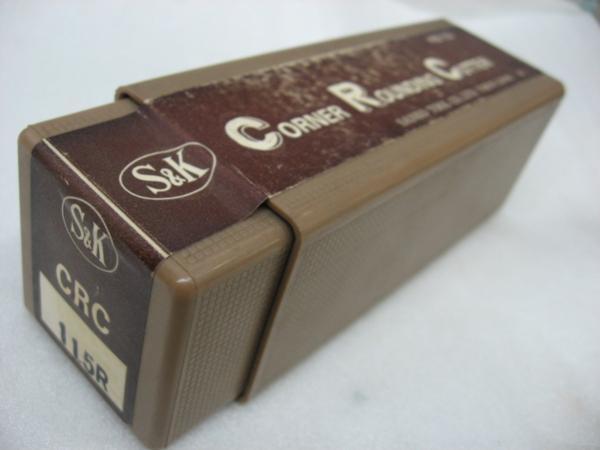 CORNER ROUNDING CUTTER
S&K
S&K
CRC
115R